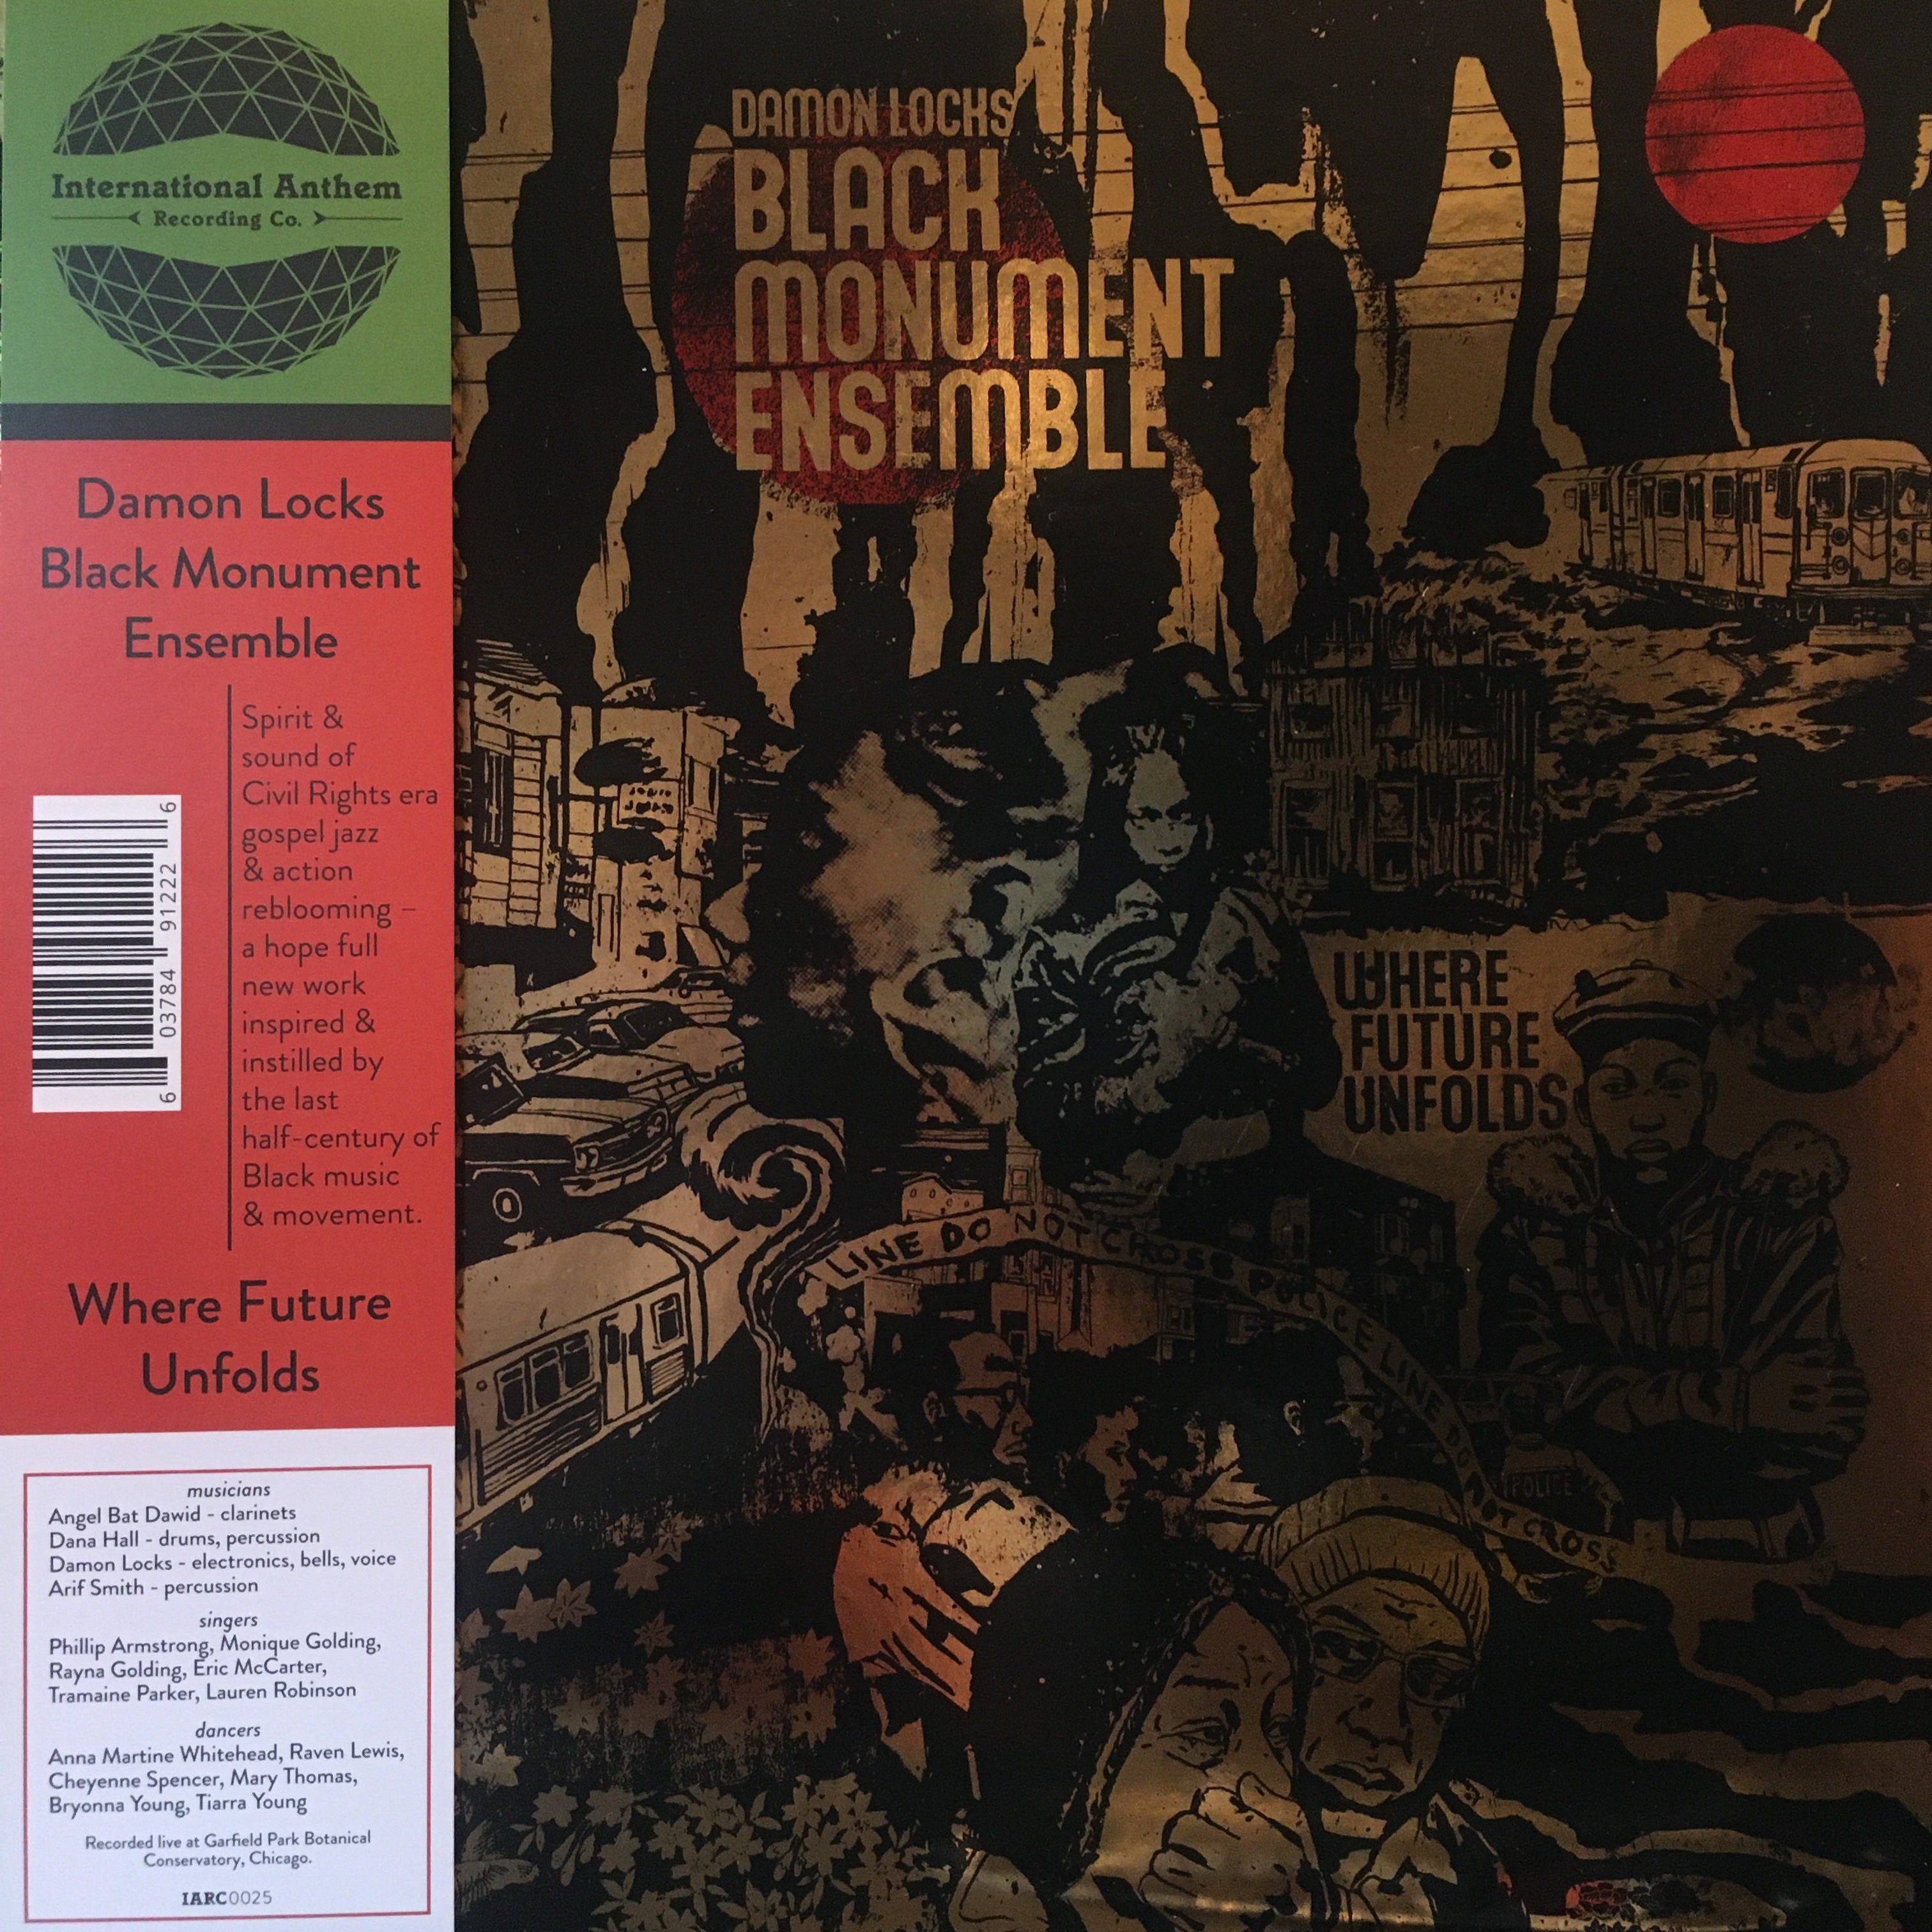 International Anthem
Recording Co.
Damon Locks
Black Monument
Ensemble
Spirit &
sound of
Civil Rights era
gospel jazz
& action
reblooming –
a hope full
new work
inspired &
instilled by
the last
half-century of
Black music
& movement.
6 03784 91222 6
Where Future
Unfolds
musicians
Angel Bat Dawid - clarinets
Dana Hall - drums, percussion
Damon Locks - electronics, bells, voice
Arif Smith - percussion
singers
Phillip Armstrong, Monique Golding,
Rayna Golding, Eric McCarter,
Tramaine Parker, Lauren Robinson
dancers
Anna Martine Whitehead, Raven Lewis,
Cheyenne Spencer, Mary Thomas,
Bryonna Young, Tiarra Young
Recorded live at Garfield Park Botanical
Conservatory, Chicago.
IARC0025
DAMON LOCKS
BLACK
MONUMENT
ENSEMBLE
WHERE
FUTURE
UNFOLDS
LINE DO NOT CROSS POLICE LINE DO NOT CROSS
POLICE